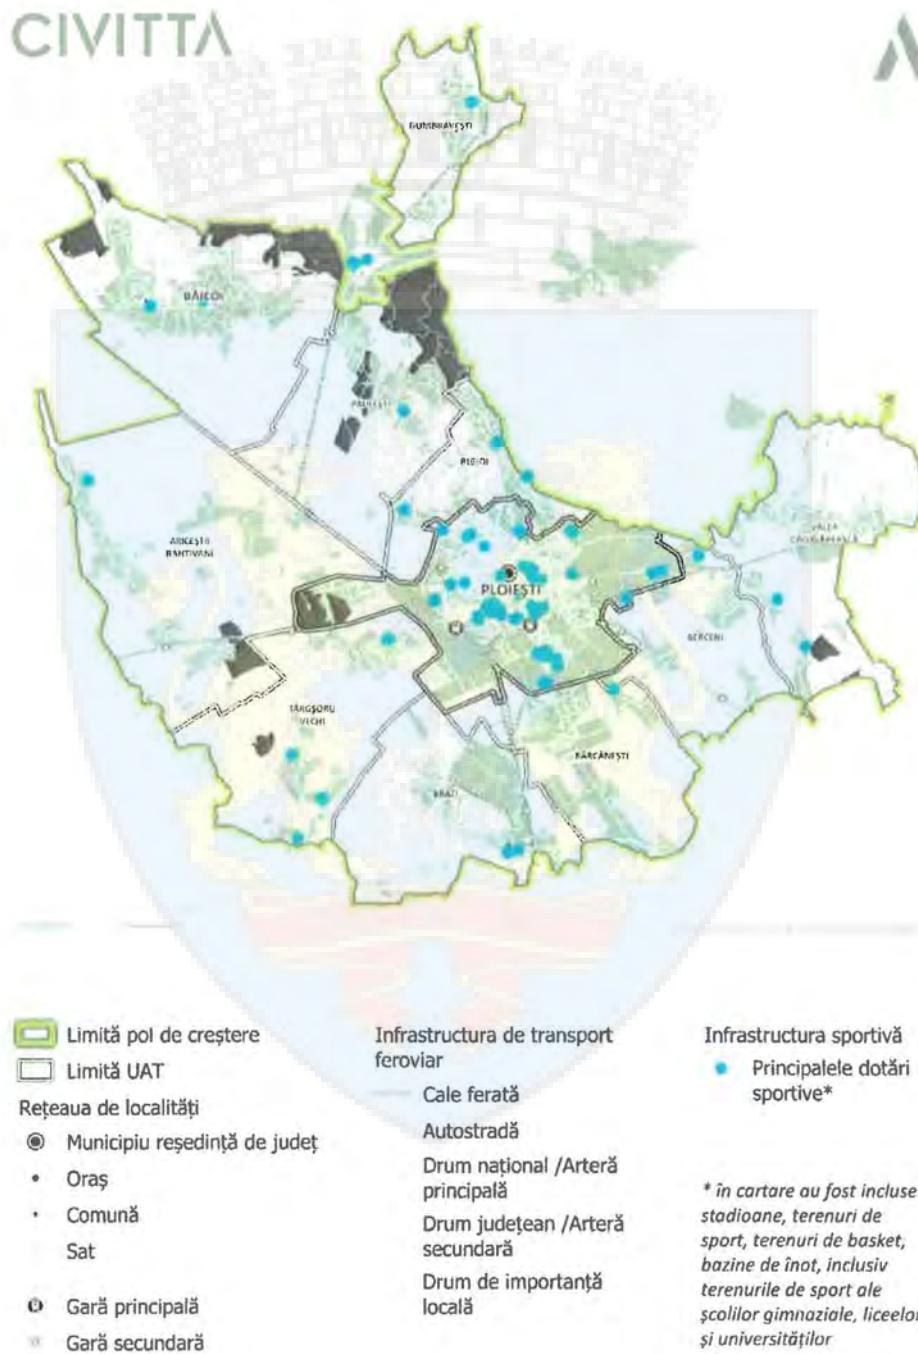 CIVITTA
DUMBRĂVEȘTI
BĂICOI
PĂULEȘTI
BLEJOI
ARICEȘTII
RAHTIVANI
VALEA
CĂLUGĂREASCĂ
PLOIEȘTI
BERCENI
TÂRGȘORU
VECHI
BĂRCĂNEȘTI
BRAZI
Limită pol de creștere
Limită UAT
Rețeaua de localități
Municipiu reședință de județ
Oraș
Comună
Sat
Gară principală
Gară secundară
Infrastructura de transport
feroviar
Cale ferată
Autostradă
Drum național /Arteră
principală
Drum județean /Arteră
secundară
Drum de importanță
locală
Infrastructura sportivă
Principalele dotări
sportive*
* în cartare au fost incluse
stadioane, terenuri de
sport, terenuri de basket,
bazine de înot, inclusiv
terenurile de sport ale
școlilor gimnaziale, liceelor
și universităților